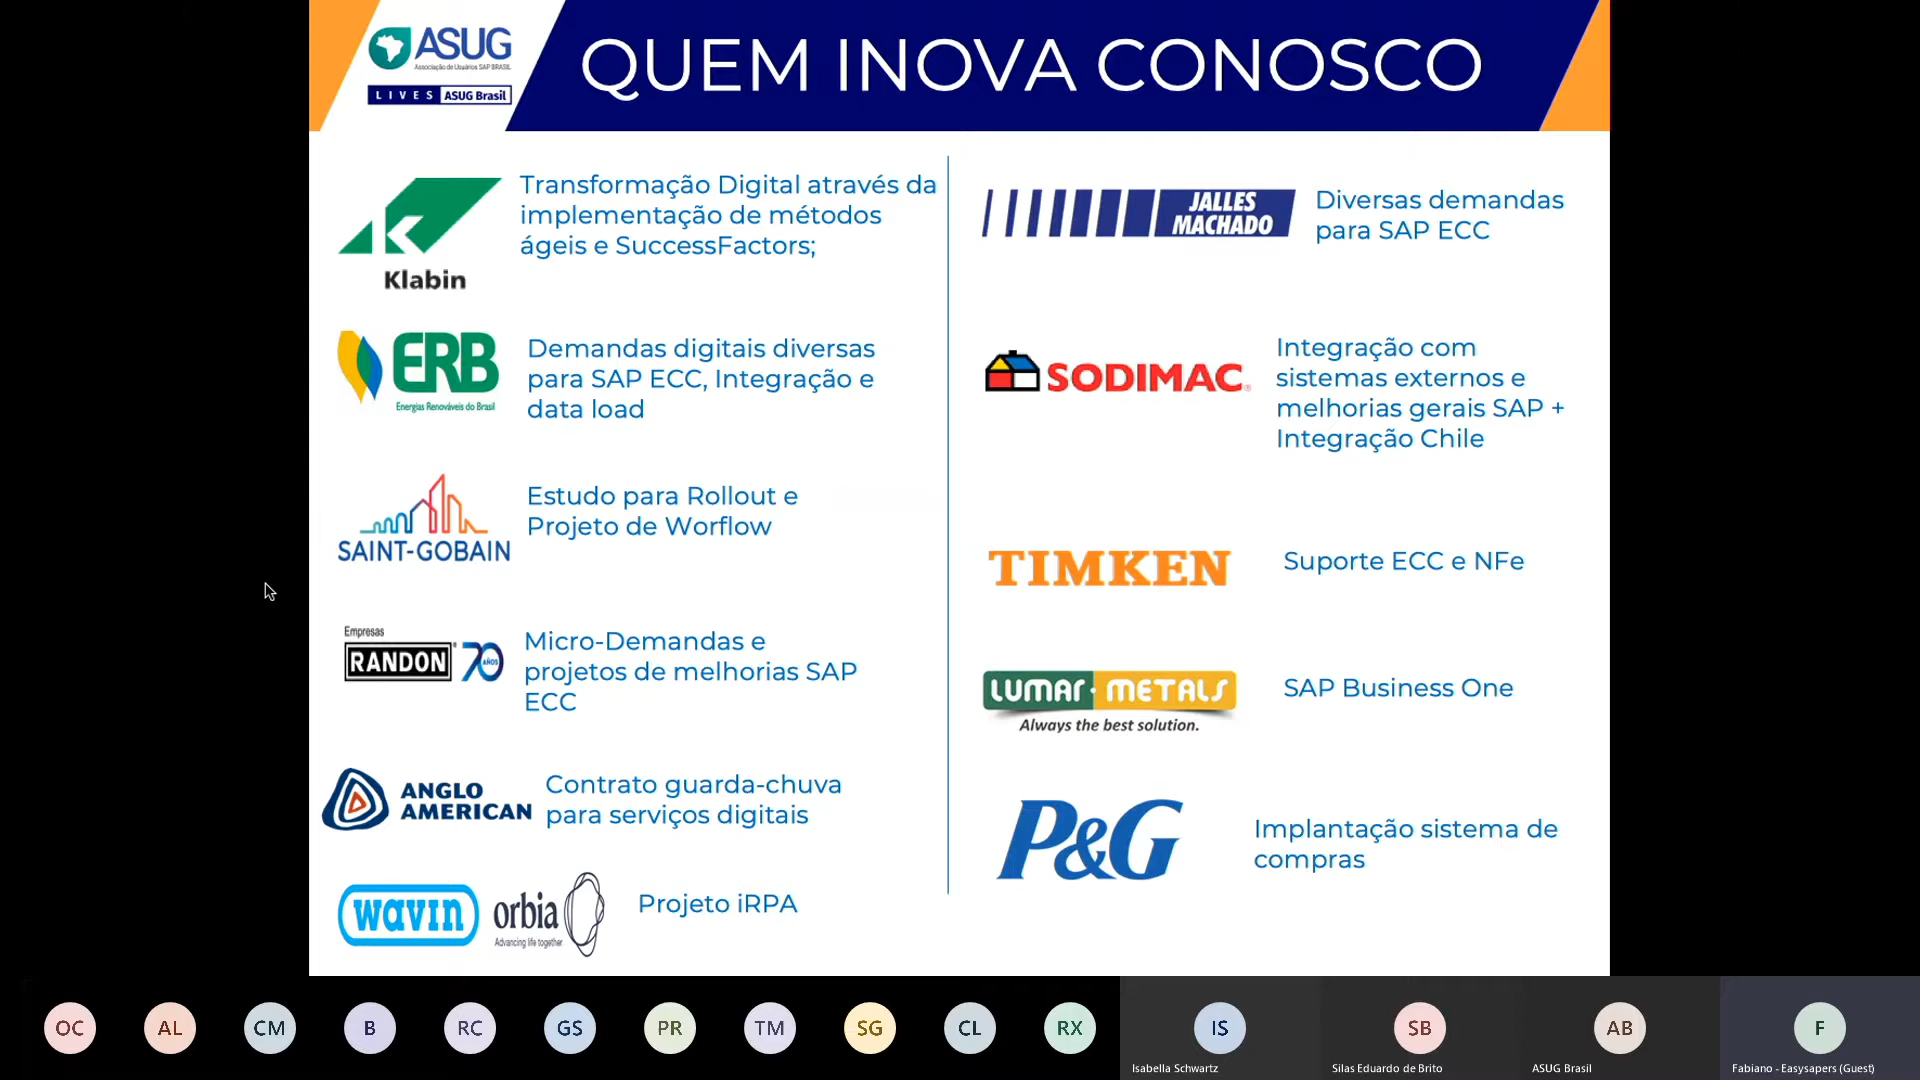 ASUG
Associação de Usuários SAP BRASIL
LIVES ASUG Brasil
QUEM INOVA CONOSCO
Klabin
Transformação Digital através da
implementação de métodos
ágeis e SuccessFactors;
ERB
Energias Renováveis do Brasil
Demandas digitais diversas
para SAP ECC, Integração e
data load
SAINT-GOBAIN
Estudo para Rollout e
Projeto de Worflow
Empresas
RANDON
70
AÑOS
Micro-Demandas e
projetos de melhorias SAP
ECC
ANGLO
AMERICAN
Contrato guarda-chuva
para serviços digitais
wavin
orbia
Advancing life together
Projeto iRPA
JALLES
MACHADO
Diversas demandas
para SAP ECC
SODIMAC
Integração com
sistemas externos e
melhorias gerais SAP +
Integração Chile
TIMKEN
Suporte ECC e NFe
LUMAR·METALS
Always the best solution.
SAP Business One
P&G
Implantação sistema de
compras
OC AL CM B RC GS PR TM SG CL RX IS SB AB F
Isabella Schwartz
Silas Eduardo de Brito
ASUG Brasil
Fabiano - Easysapers (Guest)